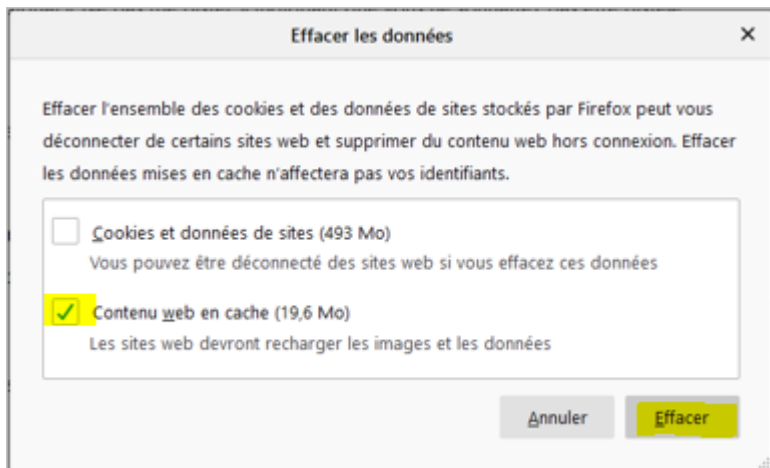 Effacer les données
Effacer l'ensemble des cookies et des données de sites stockés par Firefox peut vous
déconnecter de certains sites web et supprimer du contenu web hors connexion. Effacer
les données mises en cache n'affectera pas vos identifiants.
Cookies et données de sites (493 Mo)
Vous pouvez être déconnecté des sites web si vous effacez ces données
Contenu web en cache (19,6 Mo)
Les sites web devront recharger les images et les données
Annuler
Effacer